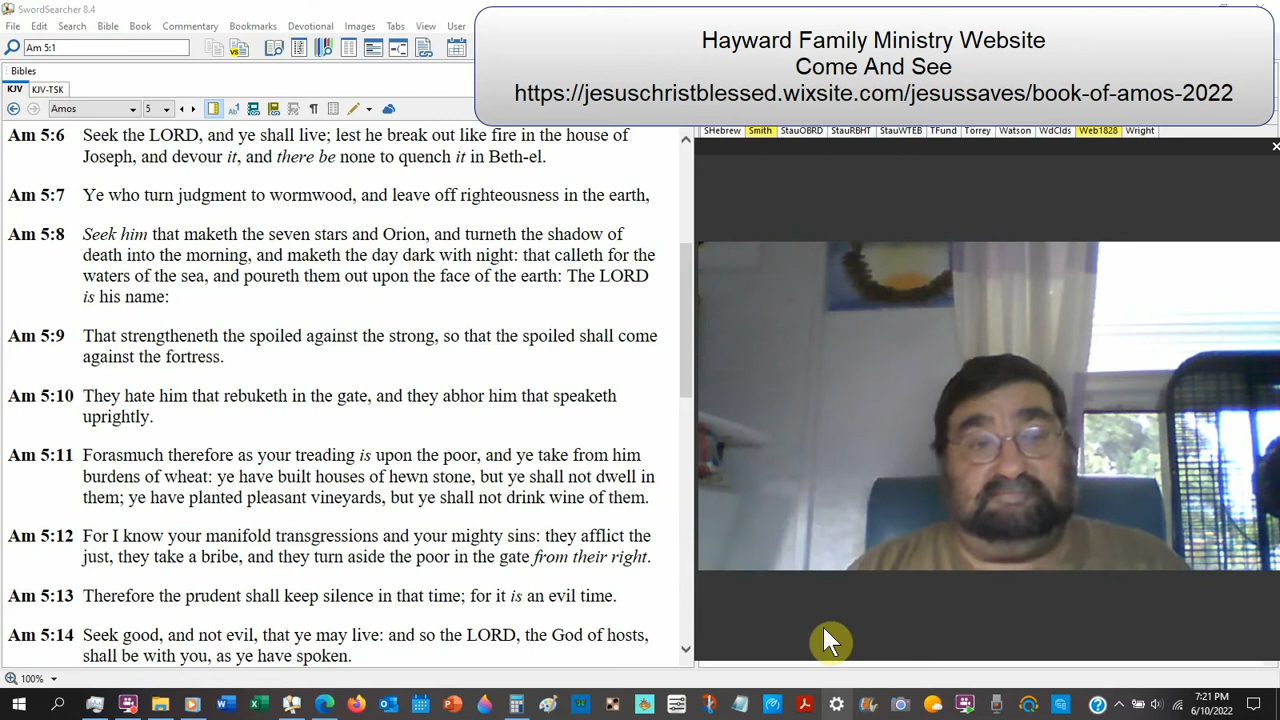 SwordSearcher 8.4
File Edit Search Bible Book Commentary Bookmarks Devotional Images Tabs View User
Am 5:1
Hayward Family Ministry Website
Come And See
https://jesuschristblessed.wixsite.com/jesussaves/book-of-amos-2022
Bibles
KJV KJV-TSK
Amos 5
SHebrew Smith StauOBRD StauRBHT StauWTEB TFund Torrey Watson WdClds Web1828 Wright
Am 5:6 Seek the LORD, and ye shall live; lest he break out like fire in the house of
Joseph, and devour it, and there be none to quench it in Beth-el.
Am 5:7 Ye who turn judgment to wormwood, and leave off righteousness in the earth,
Am 5:8 Seek him that maketh the seven stars and Orion, and turneth the shadow of
death into the morning, and maketh the day dark with night: that calleth for the
waters of the sea, and poureth them out upon the face of the earth: The LORD
is his name:
Am 5:9 That strengtheneth the spoiled against the strong, so that the spoiled shall come
against the fortress.
Am 5:10 They hate him that rebuketh in the gate, and they abhor him that speaketh
uprightly.
Am 5:11 Forasmuch therefore as your treading is upon the poor, and ye take from him
burdens of wheat: ye have built houses of hewn stone, but ye shall not dwell in
them; ye have planted pleasant vineyards, but ye shall not drink wine of them.
Am 5:12 For I know your manifold transgressions and your mighty sins: they afflict the
just, they take a bribe, and they turn aside the poor in the gate from their right.
Am 5:13 Therefore the prudent shall keep silence in that time; for it is an evil time.
Am 5:14 Seek good, and not evil, that ye may live: and so the LORD, the God of hosts,
shall be with you, as ye have spoken.
100%
7:21 PM
6/10/2022